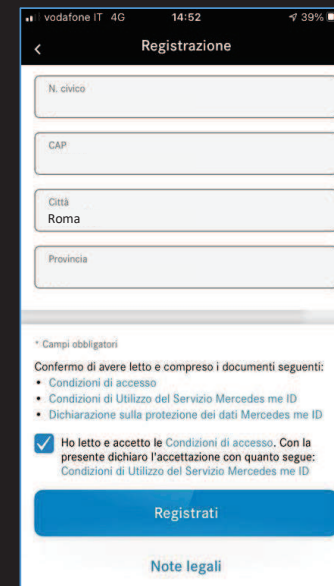 vodafone IT 4G 14:52 39%
Registrazione
N. civico
CAP
Città
Roma
Provincia
* Campi obbligatori
Confermo di avere letto e compreso i documenti seguenti:
• Condizioni di accesso
• Condizioni di Utilizzo del Servizio Mercedes me ID
• Dichiarazione sulla protezione dei dati Mercedes me ID
Ho letto e accetto le Condizioni di accesso. Con la
presente dichiaro l'accettazione con quanto segue:
Condizioni di Utilizzo del Servizio Mercedes me ID
Registrati
Note legali